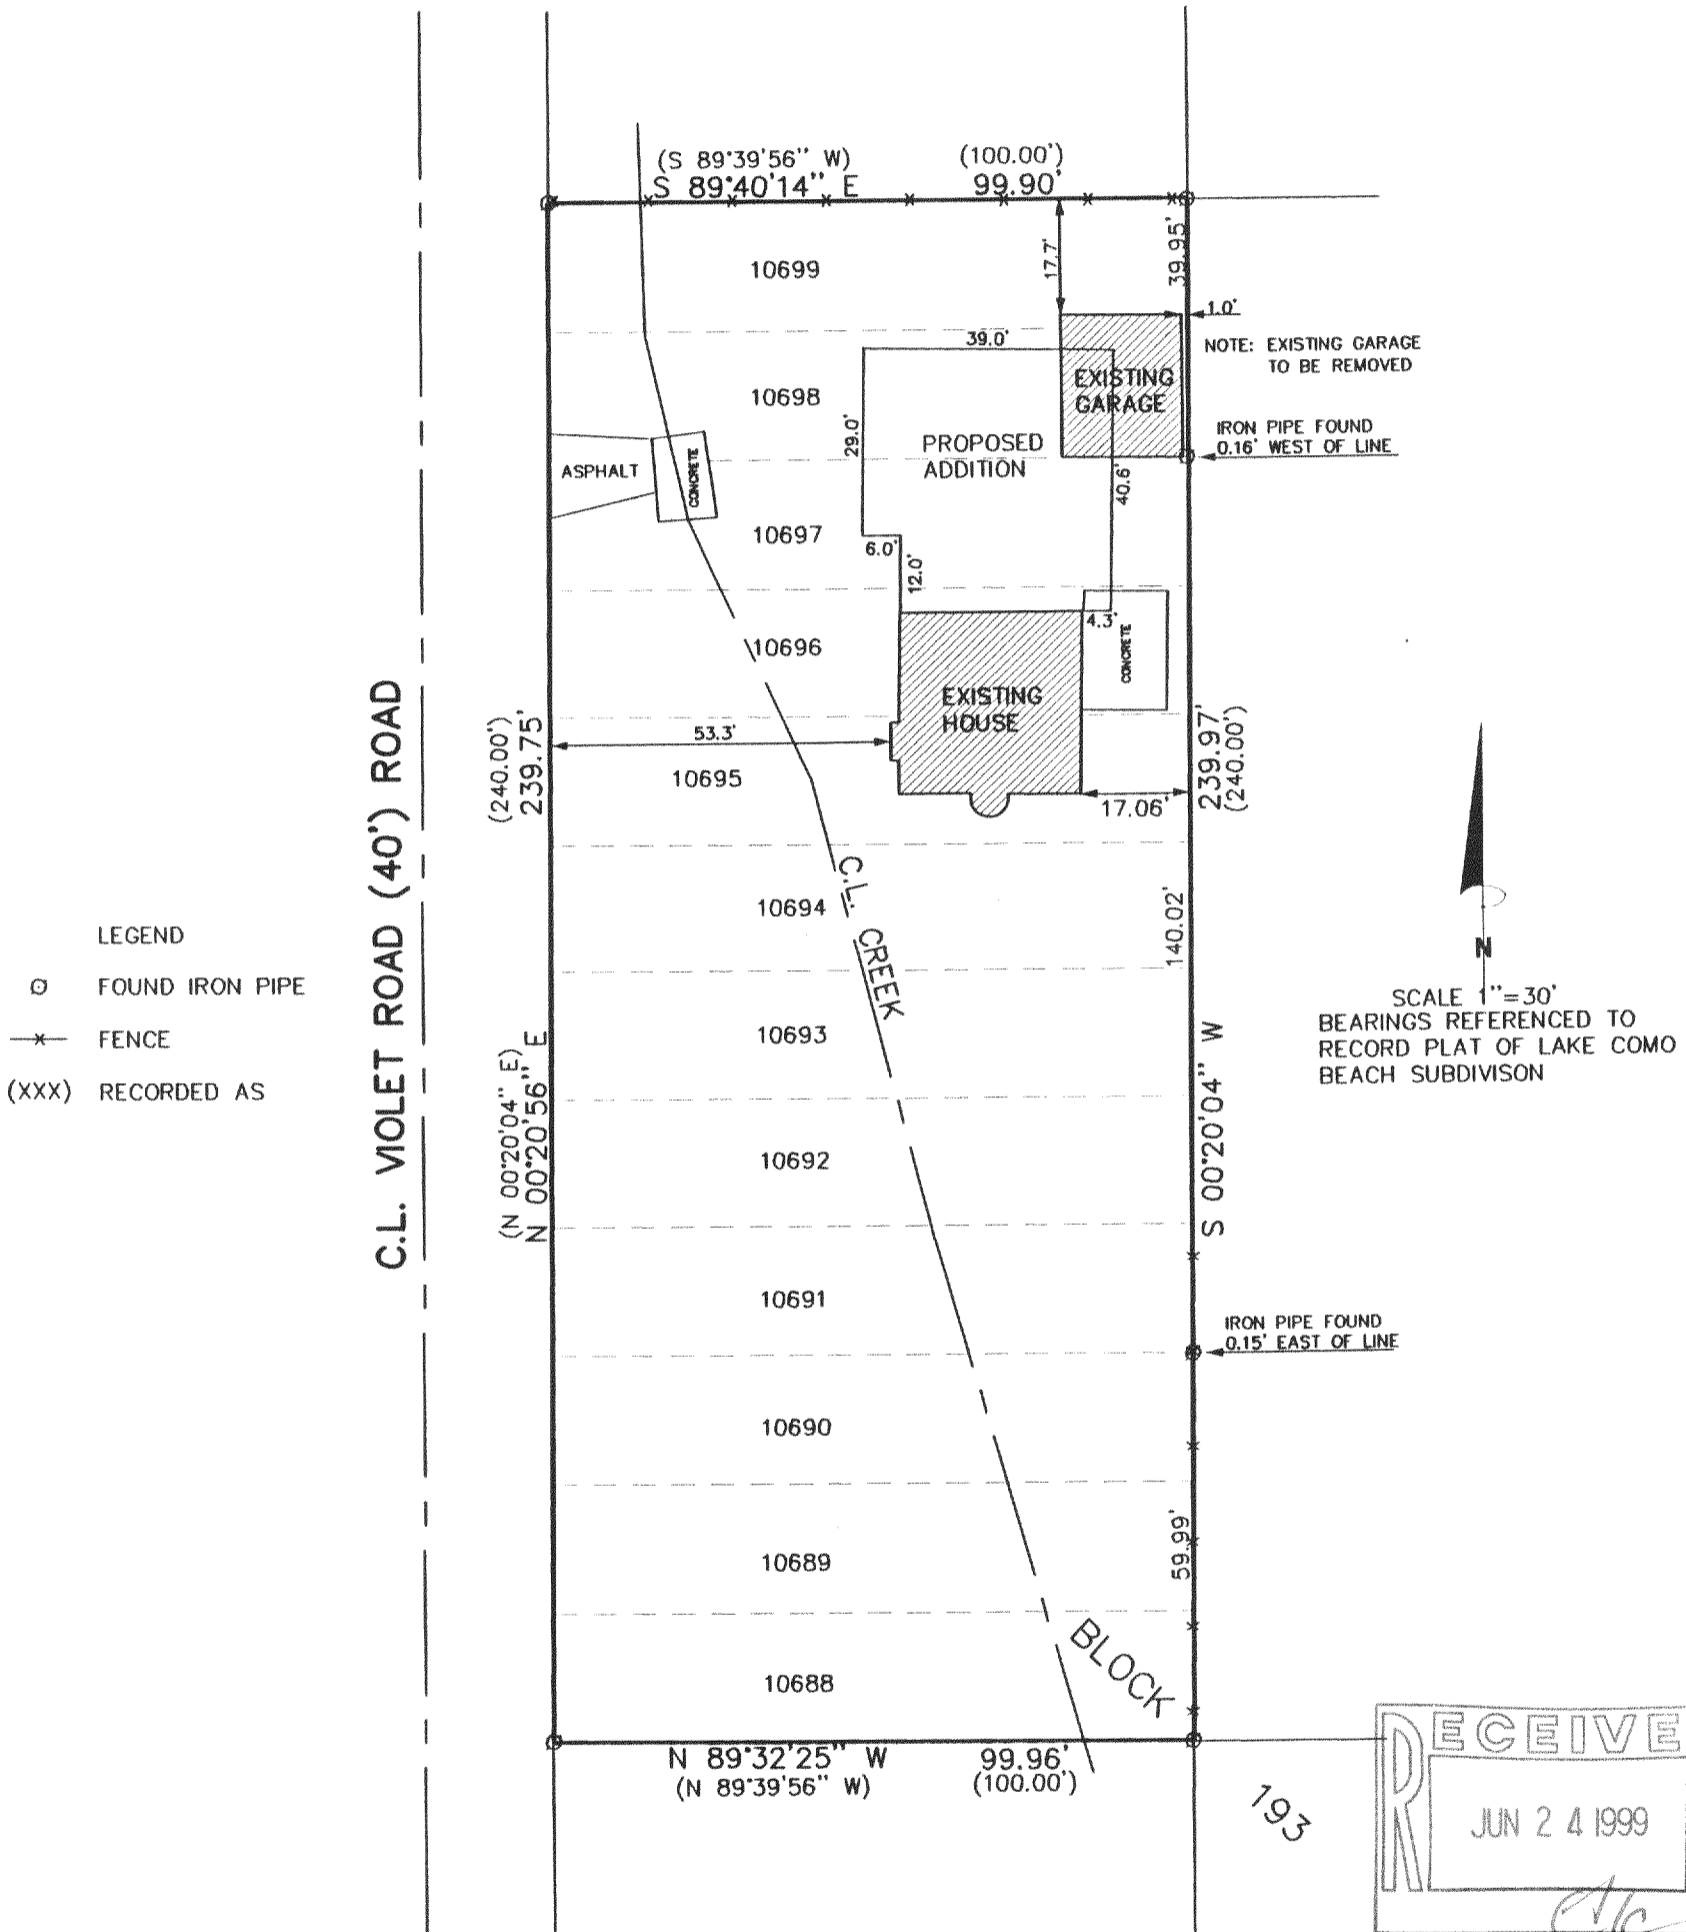 (S 89°39'56" W) (100.00')
S 89°40'14" E 99.90'
10699
17.7'
39.95'
1.0'
39.0'
NOTE: EXISTING GARAGE
TO BE REMOVED
EXISTING
GARAGE
10698
29.0'
PROPOSED
ADDITION
IRON PIPE FOUND
0.16' WEST OF LINE
ASPHALT
CONCRETE
40.6'
10697
6.0'
12.0'
4.3'
CONCRETE
10696
EXISTING
HOUSE
53.3'
10695
17.06'
(240.00')
239.75'
239.97'
(240.00')
C.L. VIOLET ROAD (40') ROAD
10694
C.L. CREEK
140.02'
LEGEND
FOUND IRON PIPE
FENCE
(XXX) RECORDED AS
N
SCALE 1"=30'
BEARINGS REFERENCED TO
RECORD PLAT OF LAKE COMO
BEACH SUBDIVISON
10693
(N 00°20'04" E)
N 00°20'56" E
S 00°20'04" W
10692
10691
IRON PIPE FOUND
0.15' EAST OF LINE
10690
59.99'
10689
10688
BLOCK
193
N 89°32'25" W 99.96'
(N 89°39'56" W) (100.00')
RECEIVE
JUN 24 1999